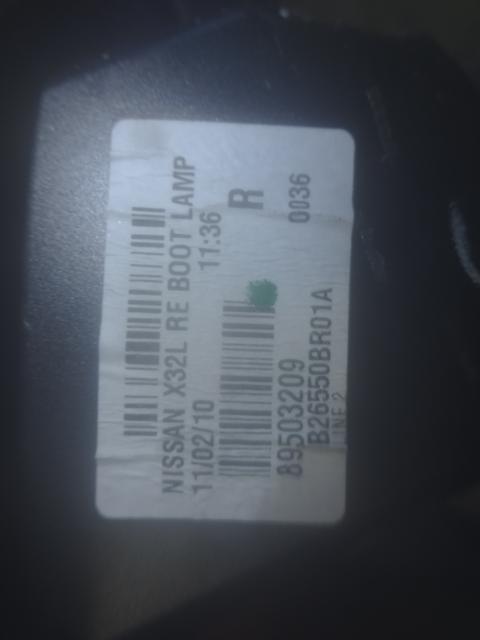 NISSAN X32L RE BOOT LAMP
11/02/10 11:36 R
89503209 0036
B26550BR01A
LINE 2